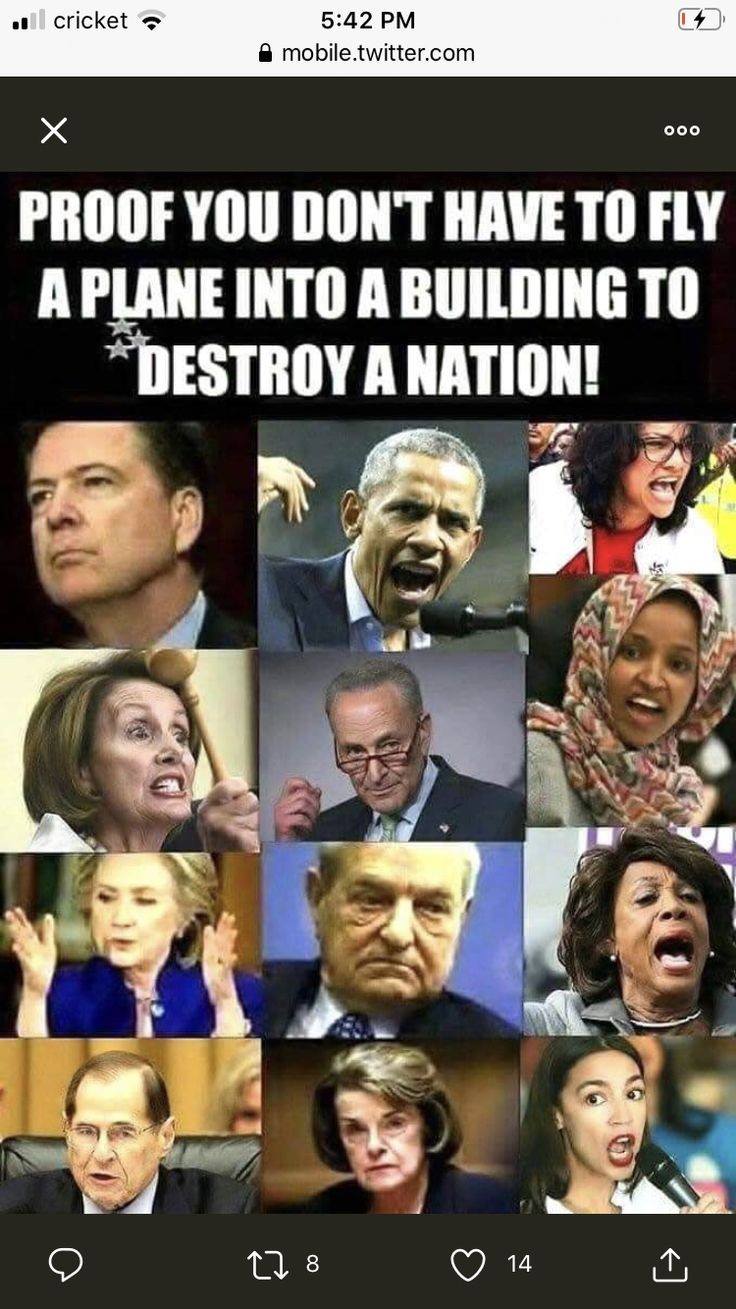 cricket 5:42 PM
mobile.twitter.com
PROOF YOU DON'T HAVE TO FLY
A PLANE INTO A BUILDING TO
DESTROY A NATION!
8 14